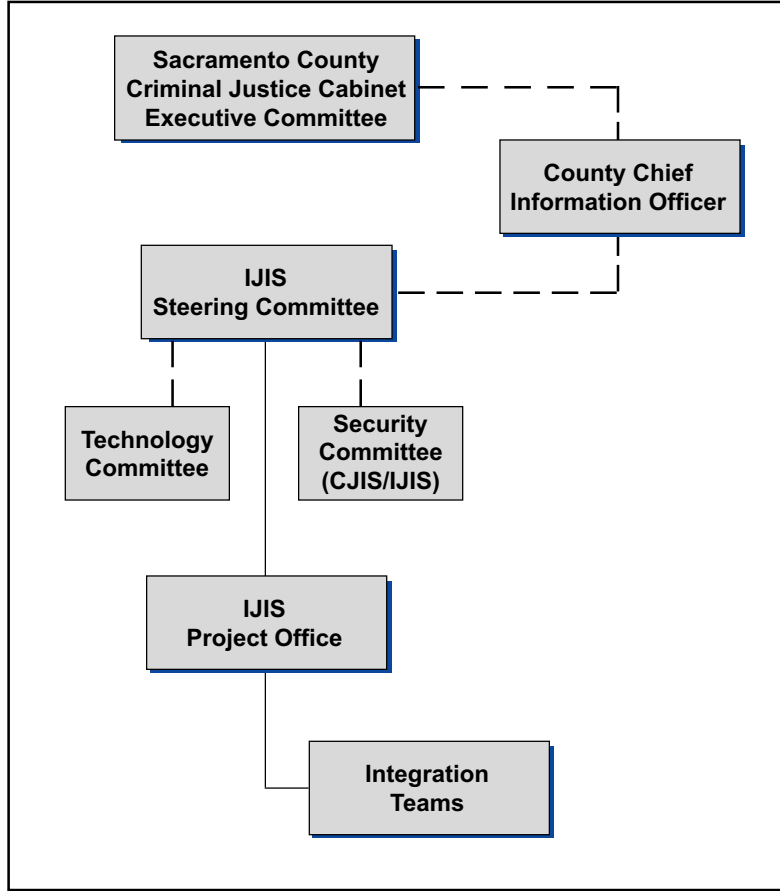 Sacramento County
Criminal Justice Cabinet
Executive Committee
County Chief
Information Officer
IJIS
Steering Committee
Technology
Committee
Security
Committee
(CJIS/IJIS)
IJIS
Project Office
Integration
Teams